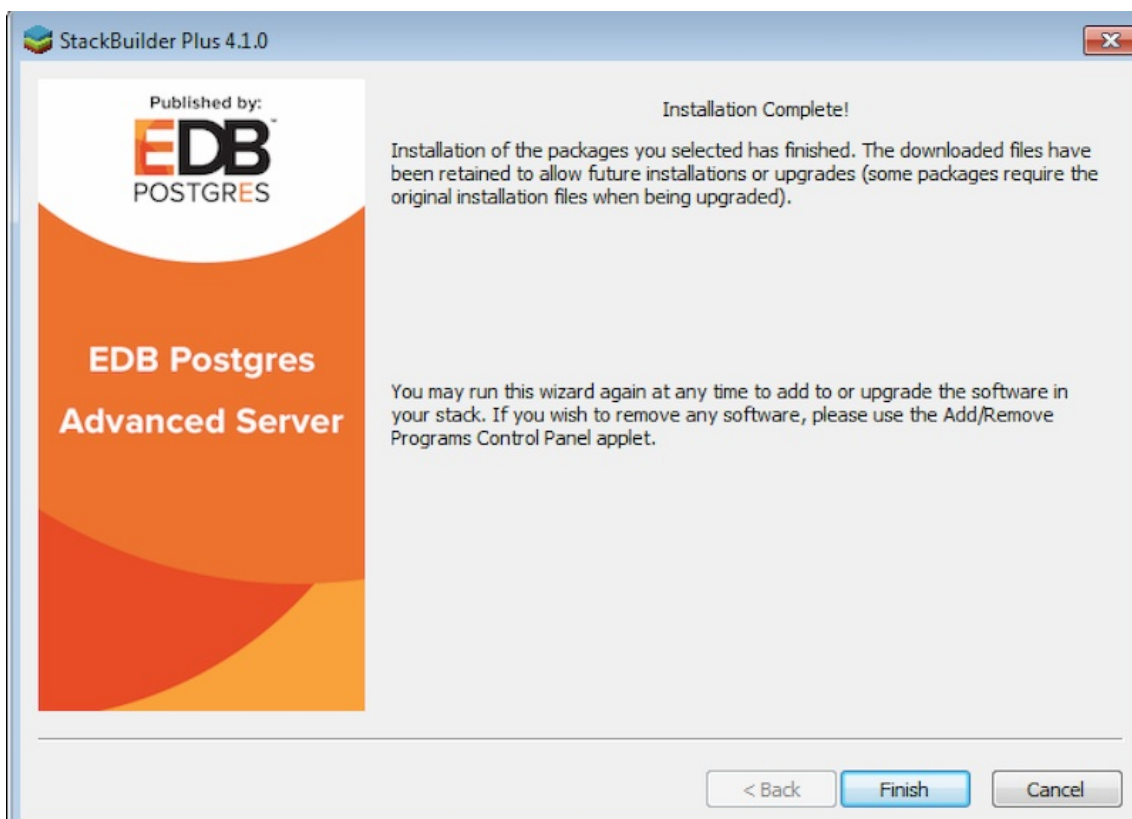 StackBuilder Plus 4.1.0
Published by:
EDB™
POSTGRES
EDB Postgres
Advanced Server
Installation Complete!
Installation of the packages you selected has finished. The downloaded files have
been retained to allow future installations or upgrades (some packages require the
original installation files when being upgraded).
You may run this wizard again at any time to add to or upgrade the software in
your stack. If you wish to remove any software, please use the Add/Remove
Programs Control Panel applet.
< Back
Finish
Cancel